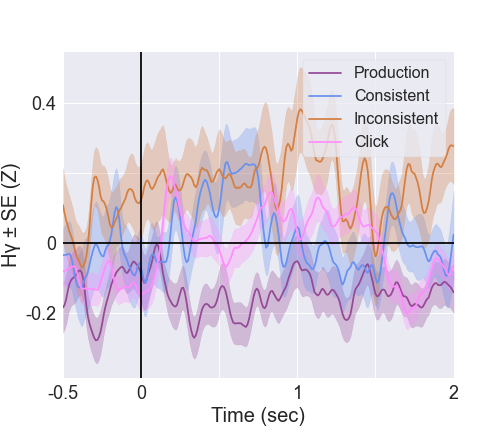 Production
Consistent
Inconsistent
Click
Hγ ± SE (Z)
0.4
0
-0.2
-0.5
0
1
2
Time (sec)